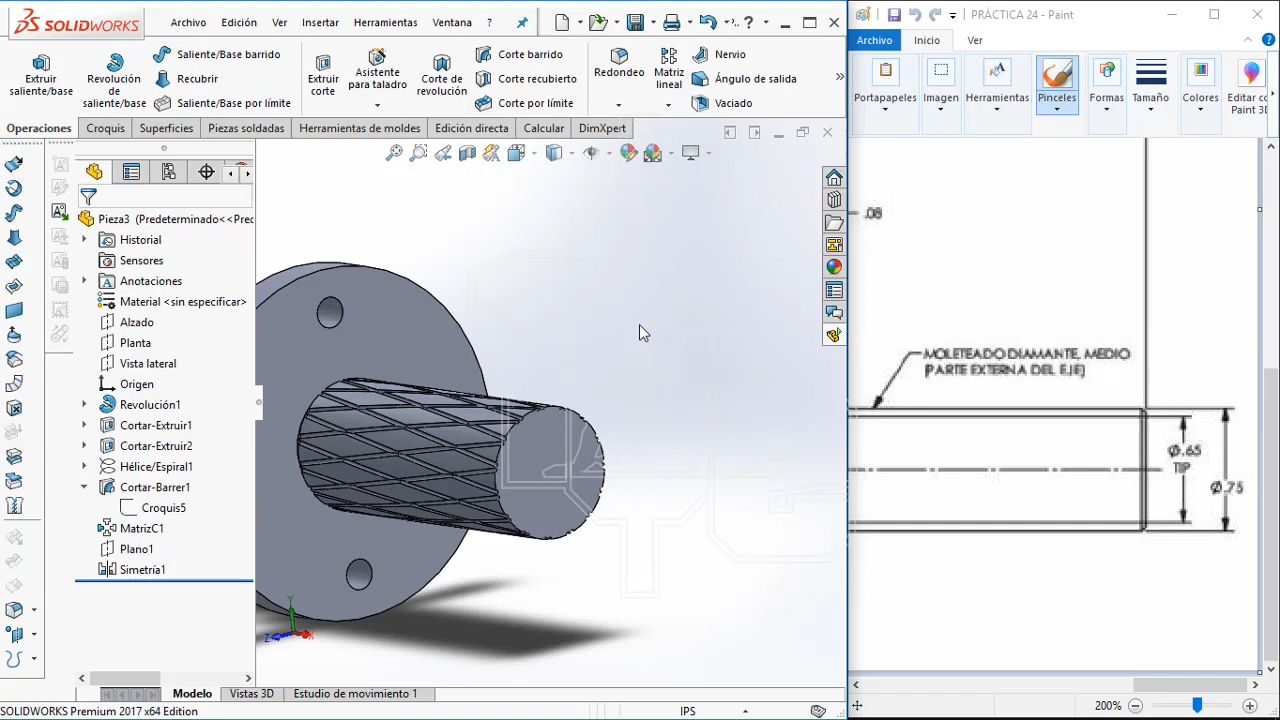 SOLIDWORKS
Archivo Edición Ver Insertar Herramientas Ventana ?
Extruir saliente/base
Revolución de saliente/base
Saliente/Base barrido
Recubrir
Saliente/Base por límite
Extruir corte
Asistente para taladro
Corte de revolución
Corte barrido
Corte recubierto
Corte por límite
Redondeo
Matriz lineal
Nervio
Ángulo de salida
Vaciado
Operaciones Croquis Superficies Piezas soldadas Herramientas de moldes Edición directa Calcular DimXpert
Pieza3 (Predeterminado<<Prec
Historial
Sensores
Anotaciones
Material <sin especificar>
Alzado
Planta
Vista lateral
Origen
Revolución1
Cortar-Extruir1
Cortar-Extruir2
Hélice/Espiral1
Cortar-Barrer1
Croquis5
MatrizC1
Plano1
Simetría1
Y
Z
X
Modelo Vistas 3D Estudio de movimiento 1
SOLIDWORKS Premium 2017 x64 Edition
IPS
PRÁCTICA 24 - Paint
Archivo Inicio Ver
Portapapeles Imagen Herramientas Pinceles Formas Tamaño Colores Editar co
Paint 3D
.08
MOLETEADO DIAMANTE, MEDIO
(PARTE EXTERNA DEL EJE)
Ø.65
TIP
Ø.75
200%